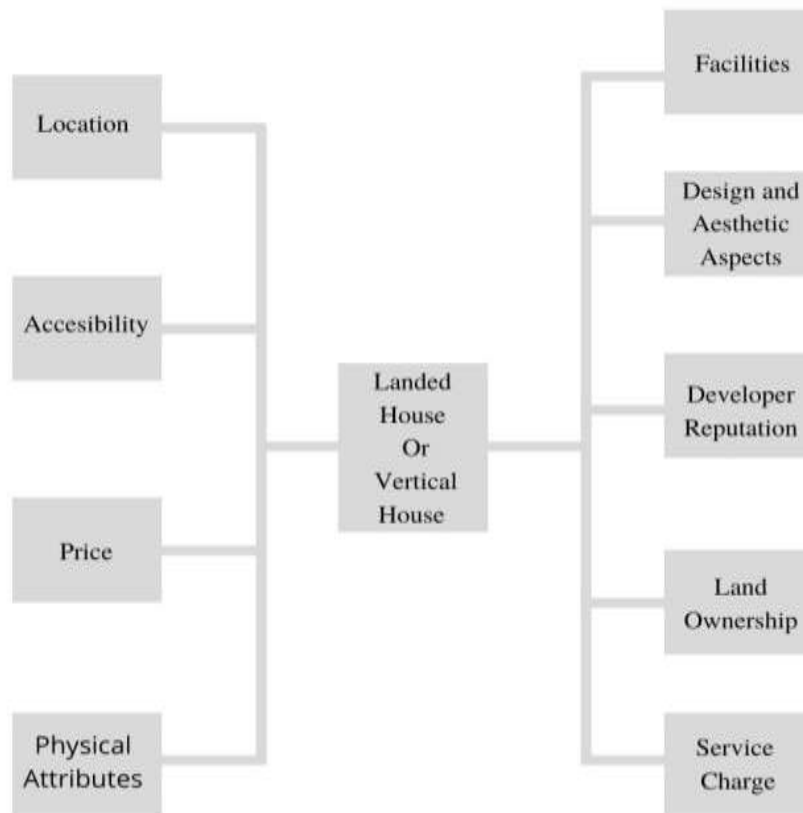 Location
Accesibility
Price
Physical
Attributes
Landed
House
Or
Vertical
House
Facilities
Design and
Aesthetic
Aspects
Developer
Reputation
Land
Ownership
Service
Charge